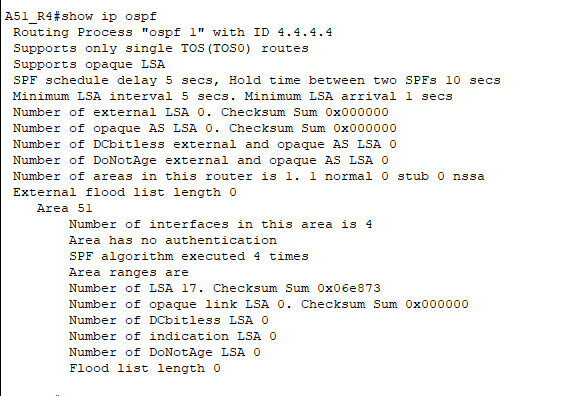 A51_R4#show ip ospf
Routing Process "ospf 1" with ID 4.4.4.4
Supports only single TOS(TOS0) routes
Supports opaque LSA
SPF schedule delay 5 secs, Hold time between two SPFs 10 secs
Minimum LSA interval 5 secs. Minimum LSA arrival 1 secs
Number of external LSA 0. Checksum Sum 0x000000
Number of opaque AS LSA 0. Checksum Sum 0x000000
Number of DCbitless external and opaque AS LSA 0
Number of DoNotAge external and opaque AS LSA 0
Number of areas in this router is 1. 1 normal 0 stub 0 nssa
External flood list length 0
Area 51
Number of interfaces in this area is 4
Area has no authentication
SPF algorithm executed 4 times
Area ranges are
Number of LSA 17. Checksum Sum 0x06e873
Number of opaque link LSA 0. Checksum Sum 0x000000
Number of DCbitless LSA 0
Number of indication LSA 0
Number of DoNotAge LSA 0
Flood list length 0